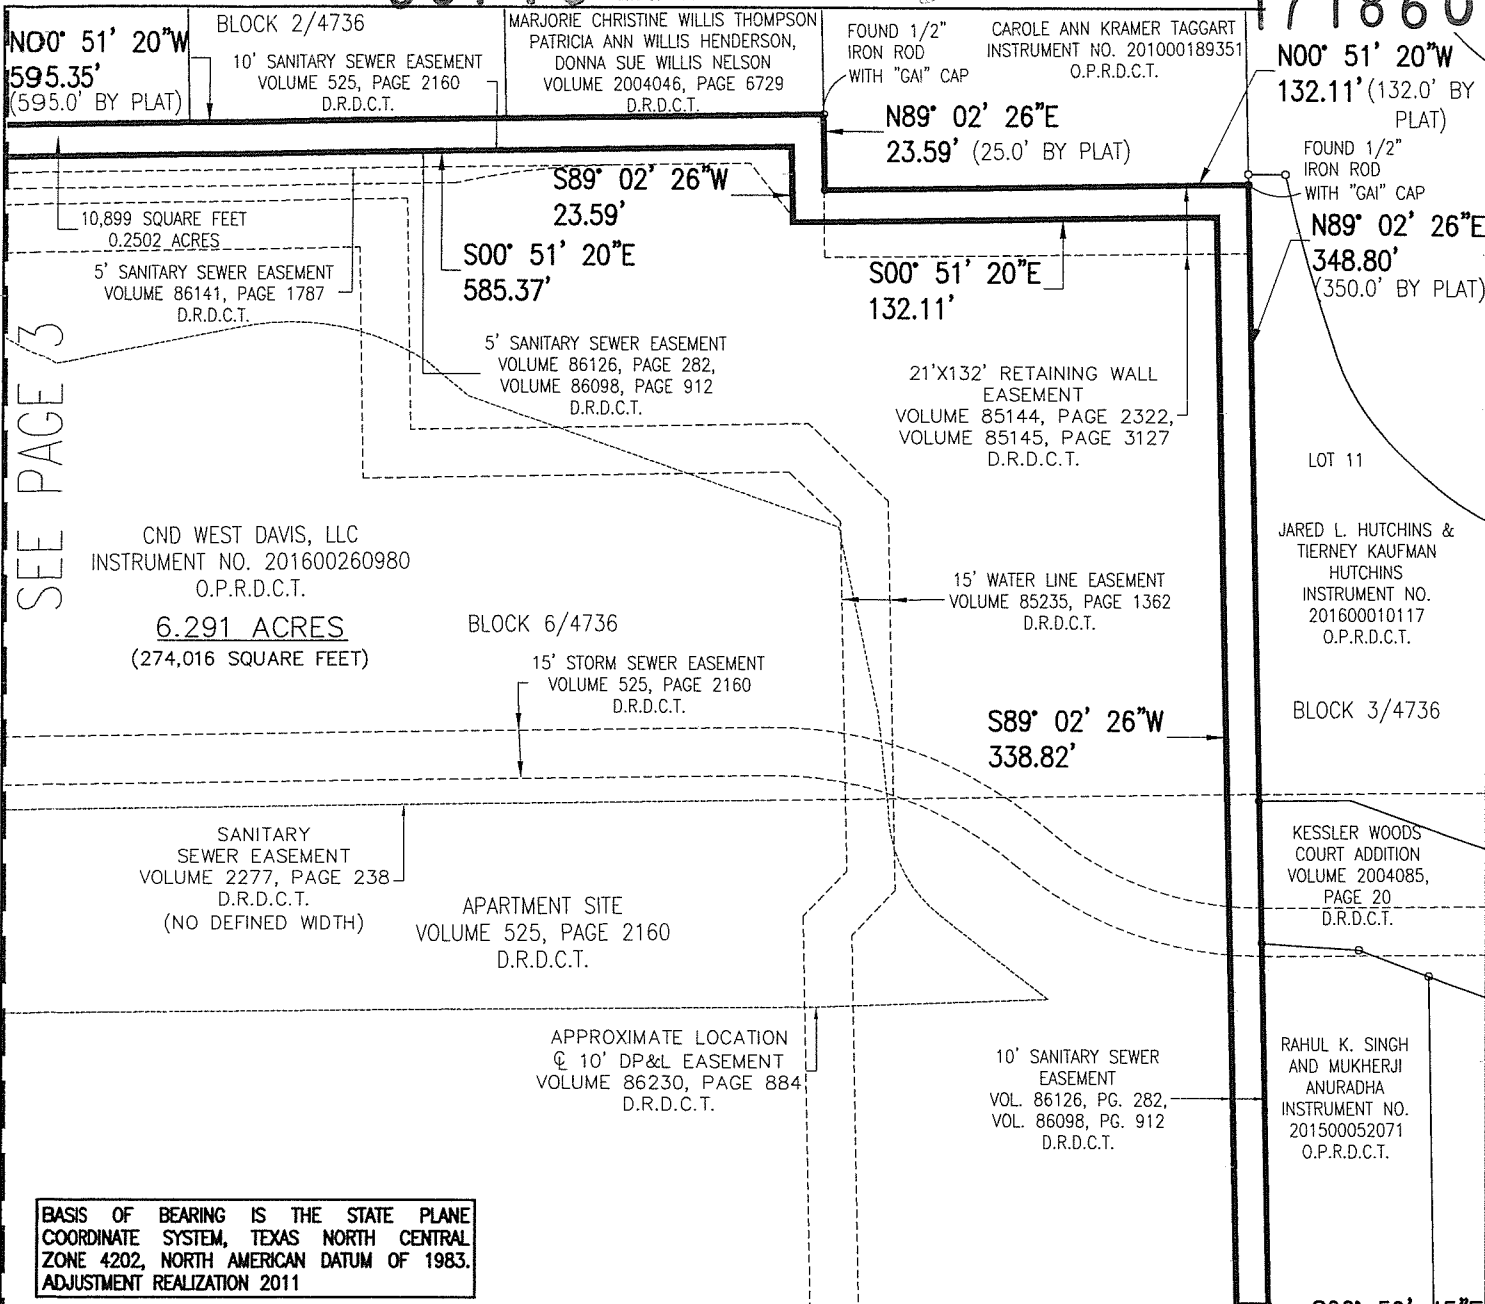 171860
N00° 51' 20"W
595.35'
(595.0' BY PLAT)
BLOCK 2/4736
10' SANITARY SEWER EASEMENT
VOLUME 525, PAGE 2160
D.R.D.C.T.
MARJORIE CHRISTINE WILLIS THOMPSON
PATRICIA ANN WILLIS HENDERSON,
DONNA SUE WILLIS NELSON
VOLUME 2004046, PAGE 6729
D.R.D.C.T.
FOUND 1/2"
IRON ROD
WITH "GAI" CAP
CAROLE ANN KRAMER TAGGART
INSTRUMENT NO. 201000189351
O.P.R.D.C.T.
N00° 51' 20"W
132.11' (132.0' BY
PLAT)
N89° 02' 26"E
23.59' (25.0' BY PLAT)
FOUND 1/2"
IRON ROD
WITH "GAI" CAP
S89° 02' 26"W
23.59'
10,899 SQUARE FEET
0.2502 ACRES
N89° 02' 26"E
348.80'
(350.0' BY PLAT)
S00° 51' 20"E
585.37'
5' SANITARY SEWER EASEMENT
VOLUME 86141, PAGE 1787
D.R.D.C.T.
S00° 51' 20"E
132.11'
SEE PAGE 3
5' SANITARY SEWER EASEMENT
VOLUME 86126, PAGE 282,
VOLUME 86098, PAGE 912
D.R.D.C.T.
21'X132' RETAINING WALL
EASEMENT
VOLUME 85144, PAGE 2322,
VOLUME 85145, PAGE 3127
D.R.D.C.T.
LOT 11
CND WEST DAVIS, LLC
INSTRUMENT NO. 201600260980
O.P.R.D.C.T.
6.291 ACRES
(274,016 SQUARE FEET)
JARED L. HUTCHINS &
TIERNEY KAUFMAN
HUTCHINS
INSTRUMENT NO.
201600010117
O.P.R.D.C.T.
15' WATER LINE EASEMENT
VOLUME 85235, PAGE 1362
D.R.D.C.T.
BLOCK 6/4736
15' STORM SEWER EASEMENT
VOLUME 525, PAGE 2160
D.R.D.C.T.
BLOCK 3/4736
S89° 02' 26"W
338.82'
SANITARY
SEWER EASEMENT
VOLUME 2277, PAGE 238
D.R.D.C.T.
(NO DEFINED WIDTH)
KESSLER WOODS
COURT ADDITION
VOLUME 2004085,
PAGE 20
D.R.D.C.T.
APARTMENT SITE
VOLUME 525, PAGE 2160
D.R.D.C.T.
APPROXIMATE LOCATION
℄ 10' DP&L EASEMENT
VOLUME 86230, PAGE 884
D.R.D.C.T.
10' SANITARY SEWER
EASEMENT
VOL. 86126, PG. 282,
VOL. 86098, PG. 912
D.R.D.C.T.
RAHUL K. SINGH
AND MUKHERJI
ANURADHA
INSTRUMENT NO.
201500052071
O.P.R.D.C.T.
BASIS OF BEARING IS THE STATE PLANE
COORDINATE SYSTEM, TEXAS NORTH CENTRAL
ZONE 4202, NORTH AMERICAN DATUM OF 1983.
ADJUSTMENT REALIZATION 2011